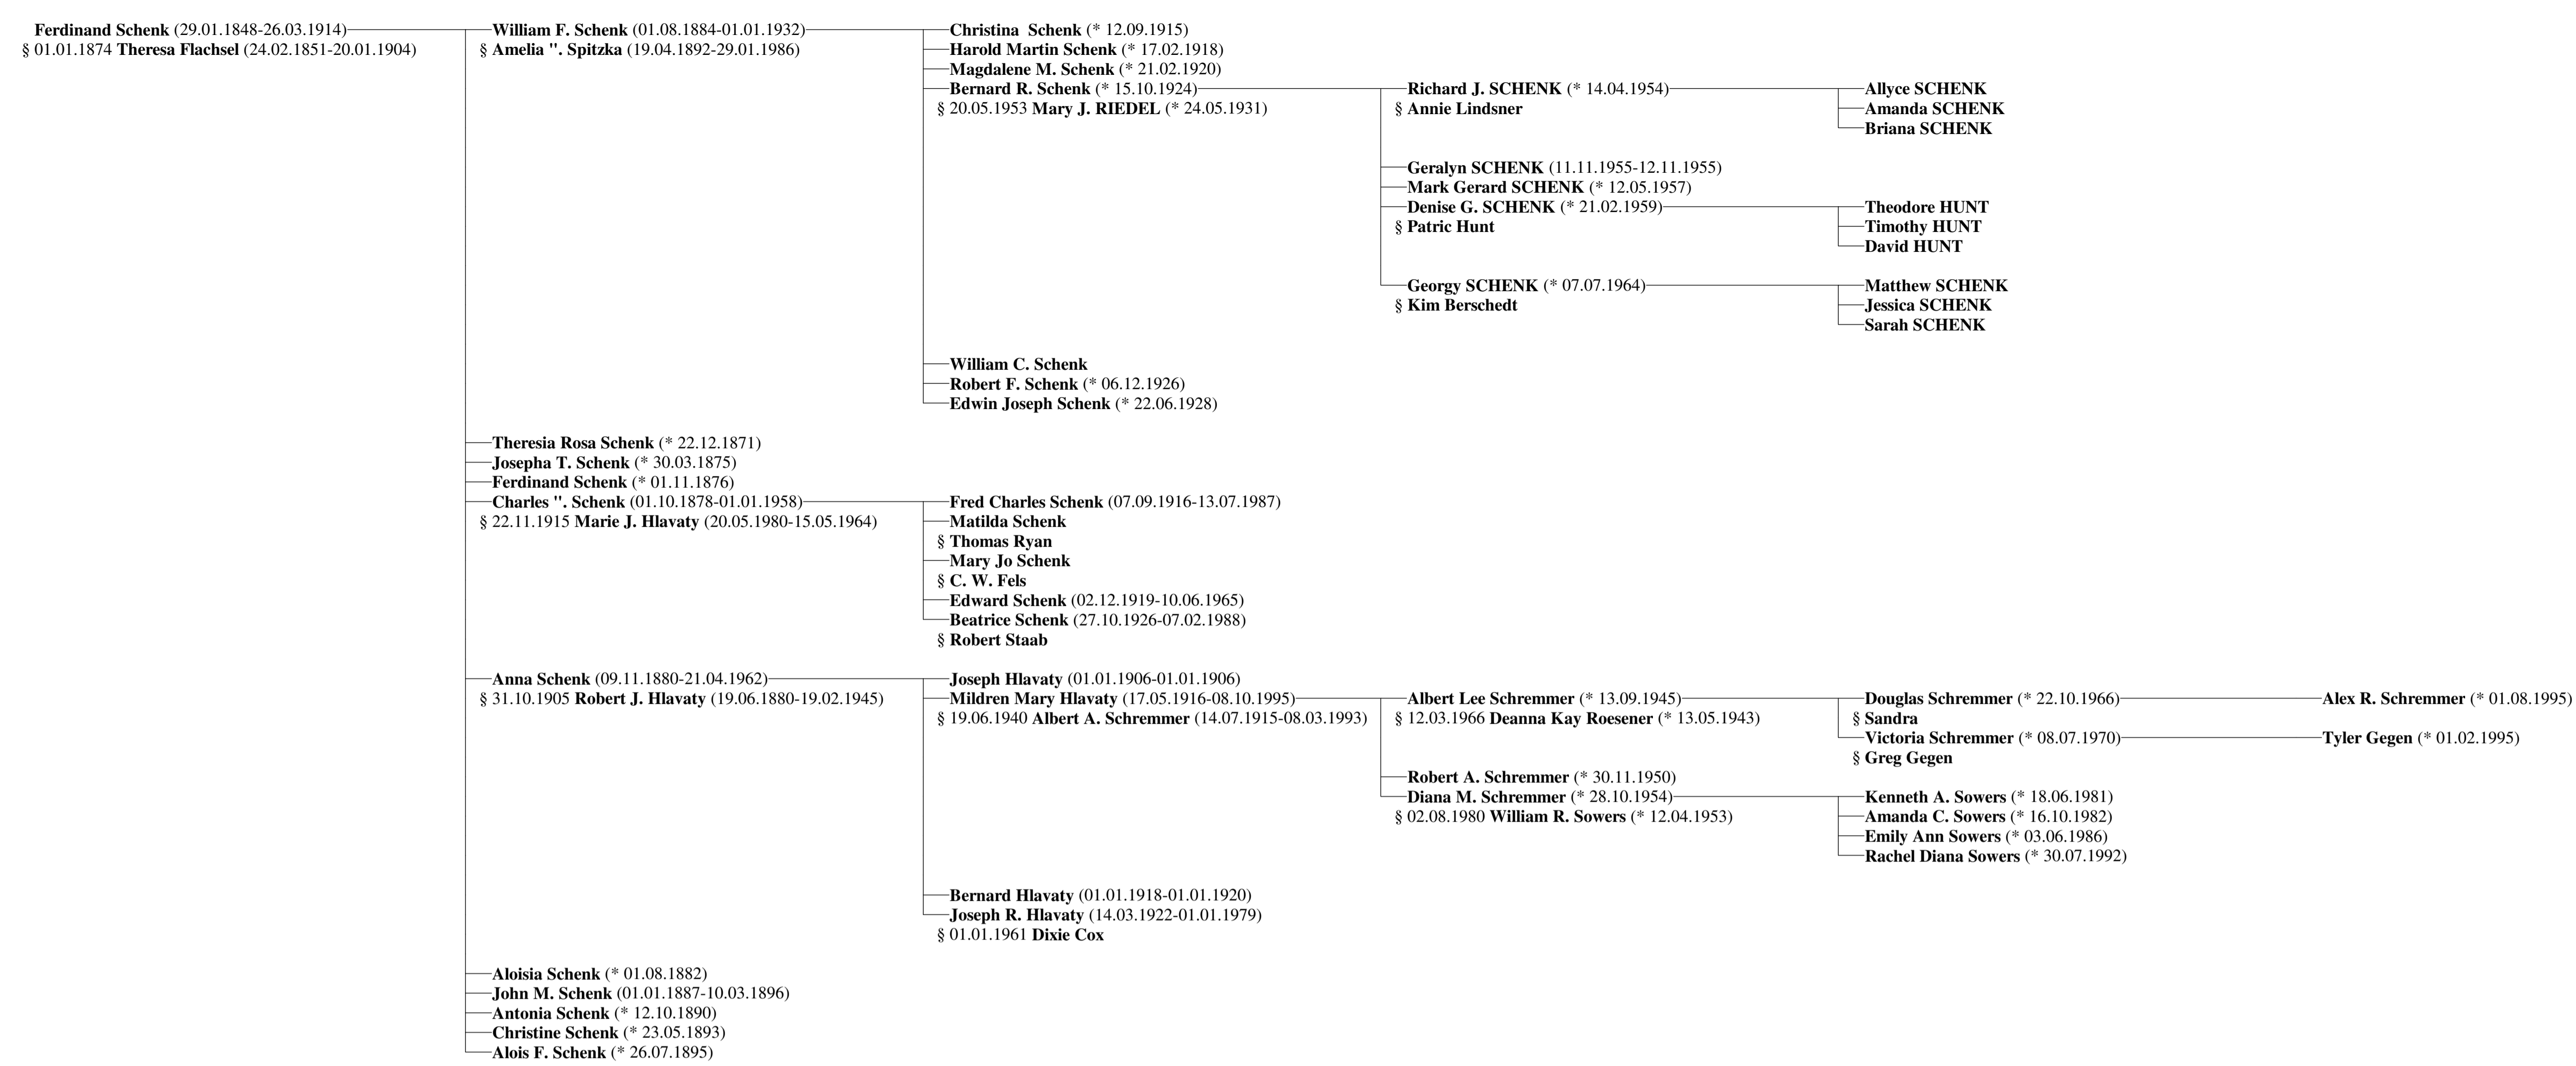 Ferdinand Schenk (29.01.1848-26.03.1914)
§ 01.01.1874 Theresa Flachsel (24.02.1851-20.01.1904)
William F. Schenk (01.08.1884-01.01.1932)
§ Amelia ". Spitzka (19.04.1892-29.01.1986)
Christina  Schenk (* 12.09.1915)
Harold Martin Schenk (* 17.02.1918)
Magdalene M. Schenk (* 21.02.1920)
Bernard R. Schenk (* 15.10.1924)
§ 20.05.1953 Mary J. RIEDEL (* 24.05.1931)
Richard J. SCHENK (* 14.04.1954)
§ Annie Lindsner
Allyce SCHENK
Amanda SCHENK
Briana SCHENK
Geralyn SCHENK (11.11.1955-12.11.1955)
Mark Gerard SCHENK (* 12.05.1957)
Denise G. SCHENK (* 21.02.1959)
§ Patric Hunt
Theodore HUNT
Timothy HUNT
David HUNT
Georgy SCHENK (* 07.07.1964)
§ Kim Berschedt
Matthew SCHENK
Jessica SCHENK
Sarah SCHENK
William C. Schenk
Robert F. Schenk (* 06.12.1926)
Edwin Joseph Schenk (* 22.06.1928)
Theresia Rosa Schenk (* 22.12.1871)
Josepha T. Schenk (* 30.03.1875)
Ferdinand Schenk (* 01.11.1876)
Charles ". Schenk (01.10.1878-01.01.1958)
§ 22.11.1915 Marie J. Hlavaty (20.05.1980-15.05.1964)
Fred Charles Schenk (07.09.1916-13.07.1987)
Matilda Schenk
§ Thomas Ryan
Mary Jo Schenk
§ C. W. Fels
Edward Schenk (02.12.1919-10.06.1965)
Beatrice Schenk (27.10.1926-07.02.1988)
§ Robert Staab
Anna Schenk (09.11.1880-21.04.1962)
§ 31.10.1905 Robert J. Hlavaty (19.06.1880-19.02.1945)
Joseph Hlavaty (01.01.1906-01.01.1906)
Mildren Mary Hlavaty (17.05.1916-08.10.1995)
§ 19.06.1940 Albert A. Schremmer (14.07.1915-08.03.1993)
Albert Lee Schremmer (* 13.09.1945)
§ 12.03.1966 Deanna Kay Roesener (* 13.05.1943)
Douglas Schremmer (* 22.10.1966)
§ Sandra
Alex R. Schremmer (* 01.08.1995)
Victoria Schremmer (* 08.07.1970)
§ Greg Gegen
Tyler Gegen (* 01.02.1995)
Robert A. Schremmer (* 30.11.1950)
Diana M. Schremmer (* 28.10.1954)
§ 02.08.1980 William R. Sowers (* 12.04.1953)
Kenneth A. Sowers (* 18.06.1981)
Amanda C. Sowers (* 16.10.1982)
Emily Ann Sowers (* 03.06.1986)
Rachel Diana Sowers (* 30.07.1992)
Bernard Hlavaty (01.01.1918-01.01.1920)
Joseph R. Hlavaty (14.03.1922-01.01.1979)
§ 01.01.1961 Dixie Cox
Aloisia Schenk (* 01.08.1882)
John M. Schenk (01.01.1887-10.03.1896)
Antonia Schenk (* 12.10.1890)
Christine Schenk (* 23.05.1893)
Alois F. Schenk (* 26.07.1895)